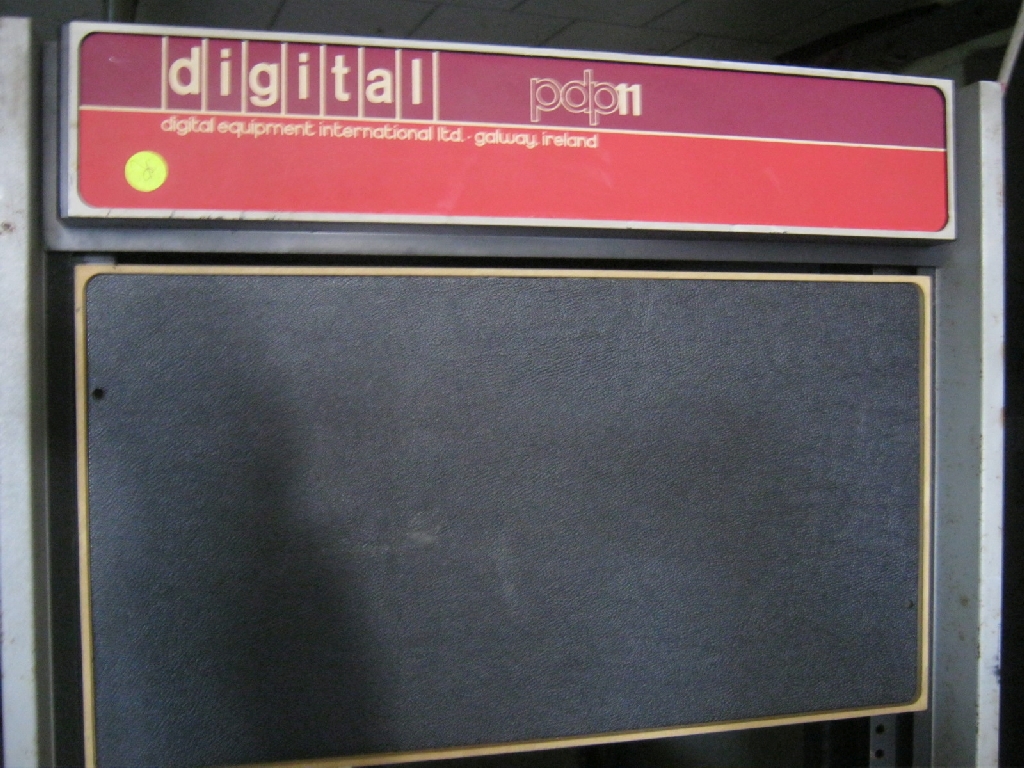 digital pdp11
digital equipment international ltd. - galway, ireland